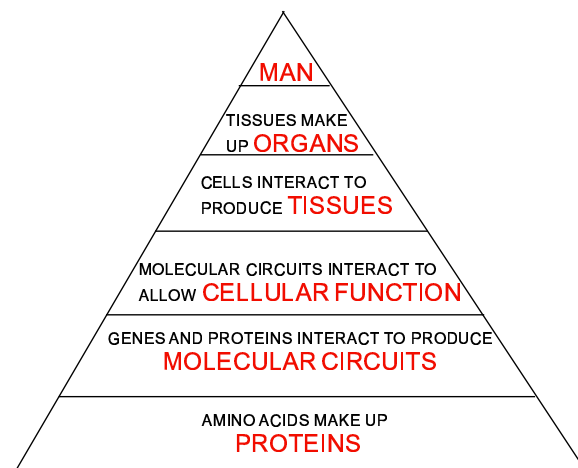 MAN
TISSUES MAKE
UP ORGANS
CELLS INTERACT TO
PRODUCE TISSUES
MOLECULAR CIRCUITS INTERACT TO
ALLOW CELLULAR FUNCTION
GENES AND PROTEINS INTERACT TO PRODUCE
MOLECULAR CIRCUITS
AMINO ACIDS MAKE UP
PROTEINS